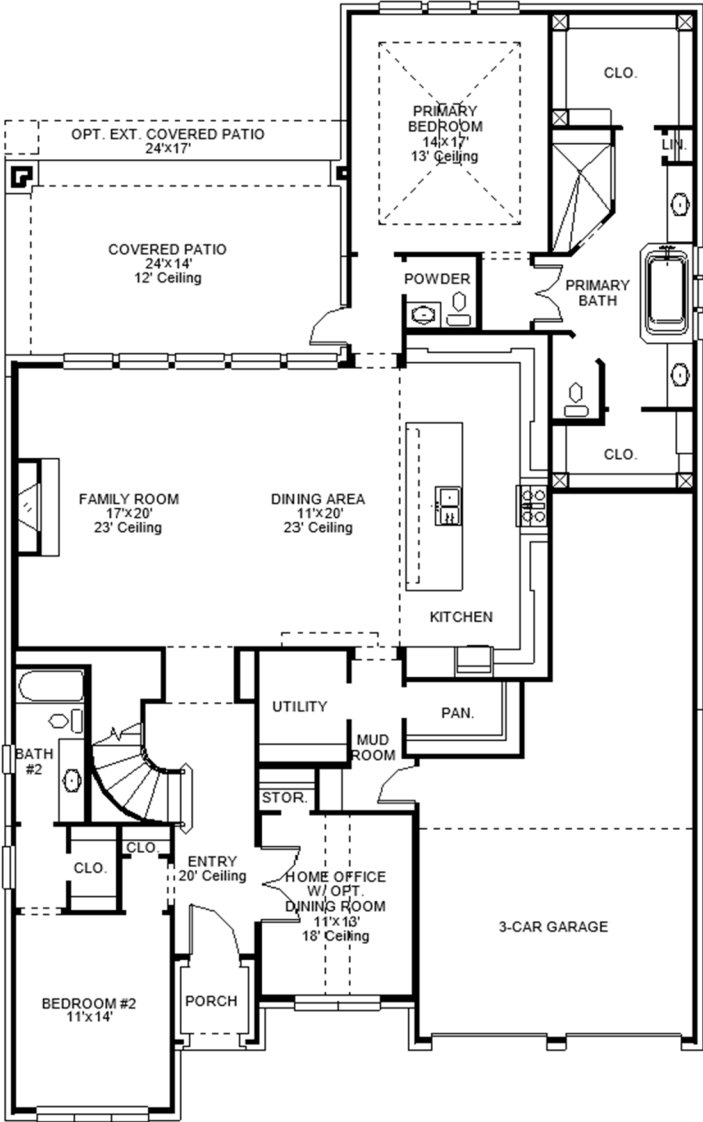 CLO.
PRIMARY
BEDROOM
14'x17'
13' Ceiling
LIN.
OPT. EXT. COVERED PATIO
24'x17'
COVERED PATIO
24'x14'
12' Ceiling
POWDER
PRIMARY
BATH
CLO.
FAMILY ROOM
17'x20'
23' Ceiling
DINING AREA
11'x20'
23' Ceiling
KITCHEN
UTILITY
PAN.
MUD
ROOM
BATH
#2
STOR.
CLO.
CLO.
ENTRY
20' Ceiling
HOME OFFICE
W/ OPT.
DINING ROOM
11'x13'
18' Ceiling
3-CAR GARAGE
BEDROOM #2
11'x14'
PORCH